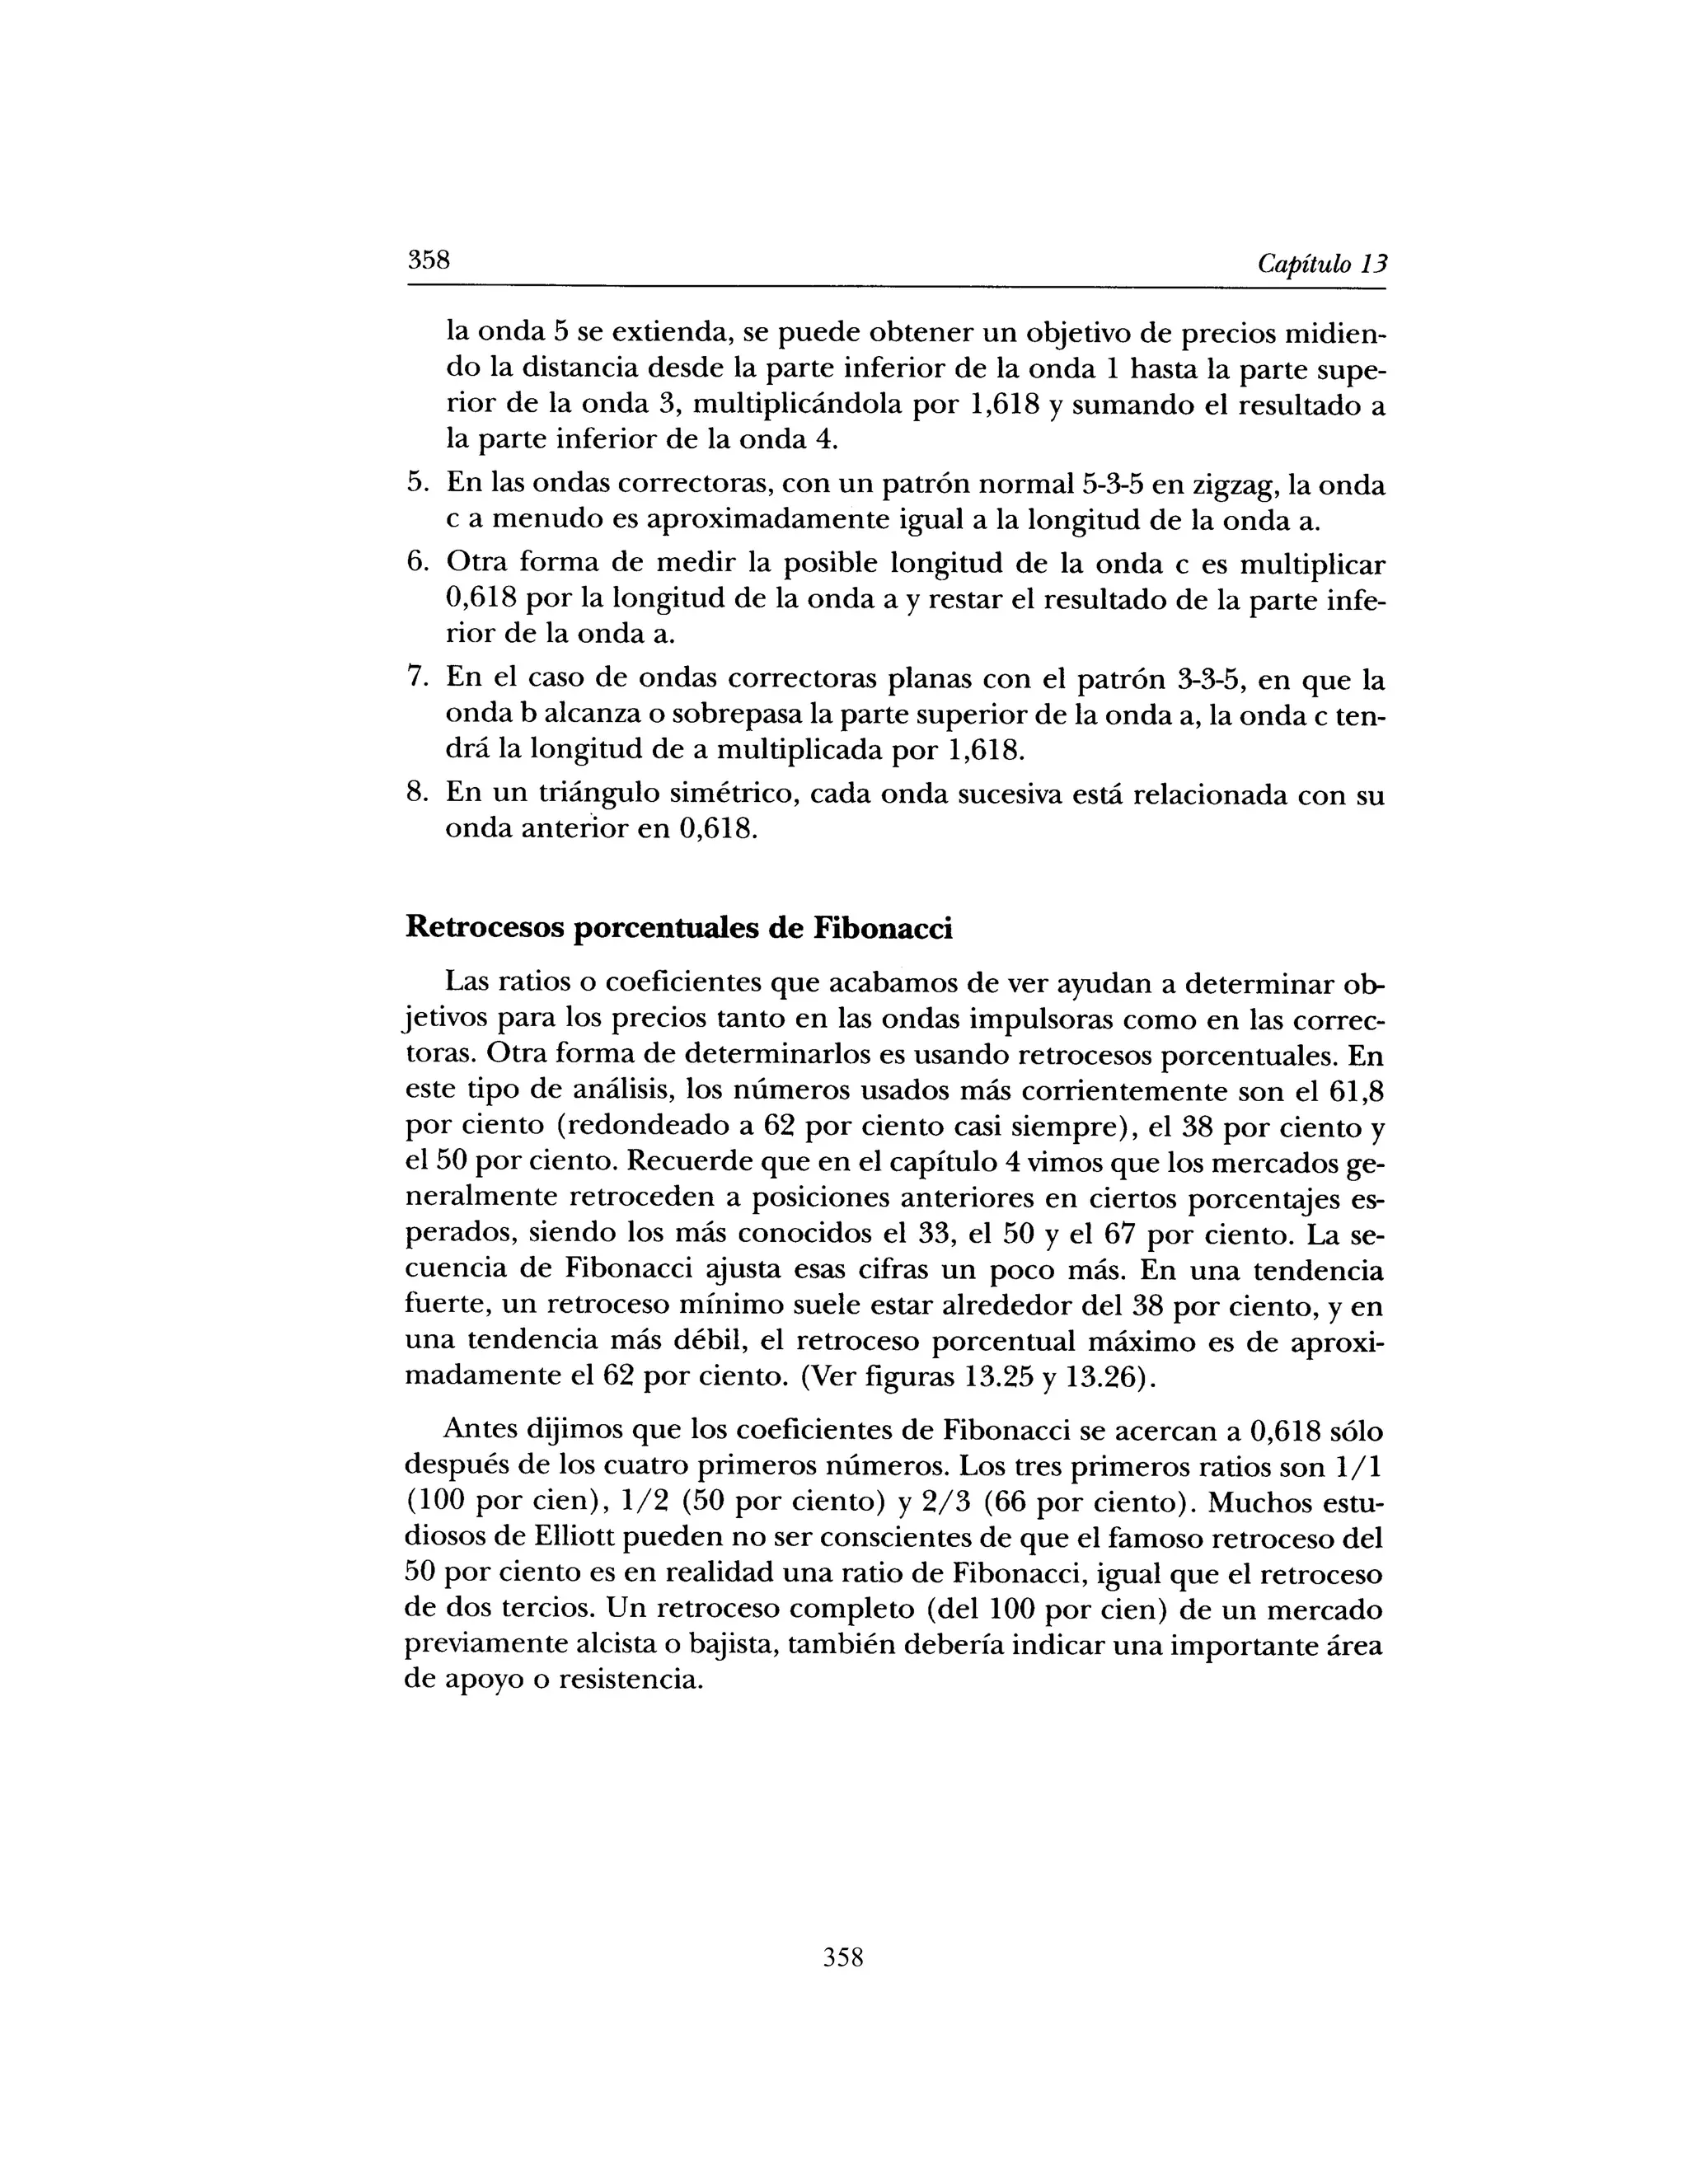 358
Capítulo 13
la onda 5 se extienda, se puede obtener un objetivo de precios midien-
do la distancia desde la parte inferior de la onda 1 hasta la parte supe-
rior de la onda 3, multiplicándola por 1,618 y sumando el resultado a
la parte inferior de la onda 4.
5. En las ondas correctoras, con un patrón normal 5-3-5 en zigzag, la onda
c a menudo es aproximadamente igual a la longitud de la onda a.
6. Otra forma de medir la posible longitud de la onda c es multiplicar
0,618 por la longitud de la onda a y restar el resultado de la parte infe-
rior de la onda a.
7. En el caso de ondas correctoras planas con el patrón 3-3-5, en que la
onda b alcanza o sobrepasa la parte superior de la onda a, la onda c ten-
drá la longitud de a multiplicada por 1,618.
8. En un triángulo simétrico, cada onda sucesiva está relacionada con su
onda anterior en 0,618.
Retrocesos porcentuales de Fibonacci
Las ratios o coeficientes que acabamos de ver ayudan a determinar ob-
jetivos para los precios tanto en las ondas impulsoras como en las correc-
toras. Otra forma de determinarlos es usando retrocesos porcentuales. En
este tipo de análisis, los números usados más corrientemente son el 61,8
por ciento (redondeado a 62 por ciento casi siempre), el 38 por ciento y
el 50 por ciento. Recuerde que en el capítulo 4 vimos que los mercados ge-
neralmente retroceden a posiciones anteriores en ciertos porcentajes es-
perados, siendo los más conocidos el 33, el 50 y el 67 por ciento. La se-
cuencia de Fibonacci ajusta esas cifras un poco más. En una tendencia
fuerte, un retroceso mínimo suele estar alrededor del 38 por ciento, y en
una tendencia más débil, el retroceso porcentual máximo es de aproxi-
madamente el 62 por ciento. (Ver figuras 13.25 y 13.26).
Antes dijimos que los coeficientes de Fibonacci se acercan a 0,618 sólo
después de los cuatro primeros números. Los tres primeros ratios son 1/1
(100 por cien), 1/2 (50 por ciento) y 2/3 (66 por ciento). Muchos estu-
diosos de Elliott pueden no ser conscientes de que el famoso retroceso del
50 por ciento es en realidad una ratio de Fibonacci, igual que el retroceso
de dos tercios. Un retroceso completo (del 100 por cien) de un mercado
previamente alcista o bajista, también debería indicar una importante área
de apoyo o resistencia.
358